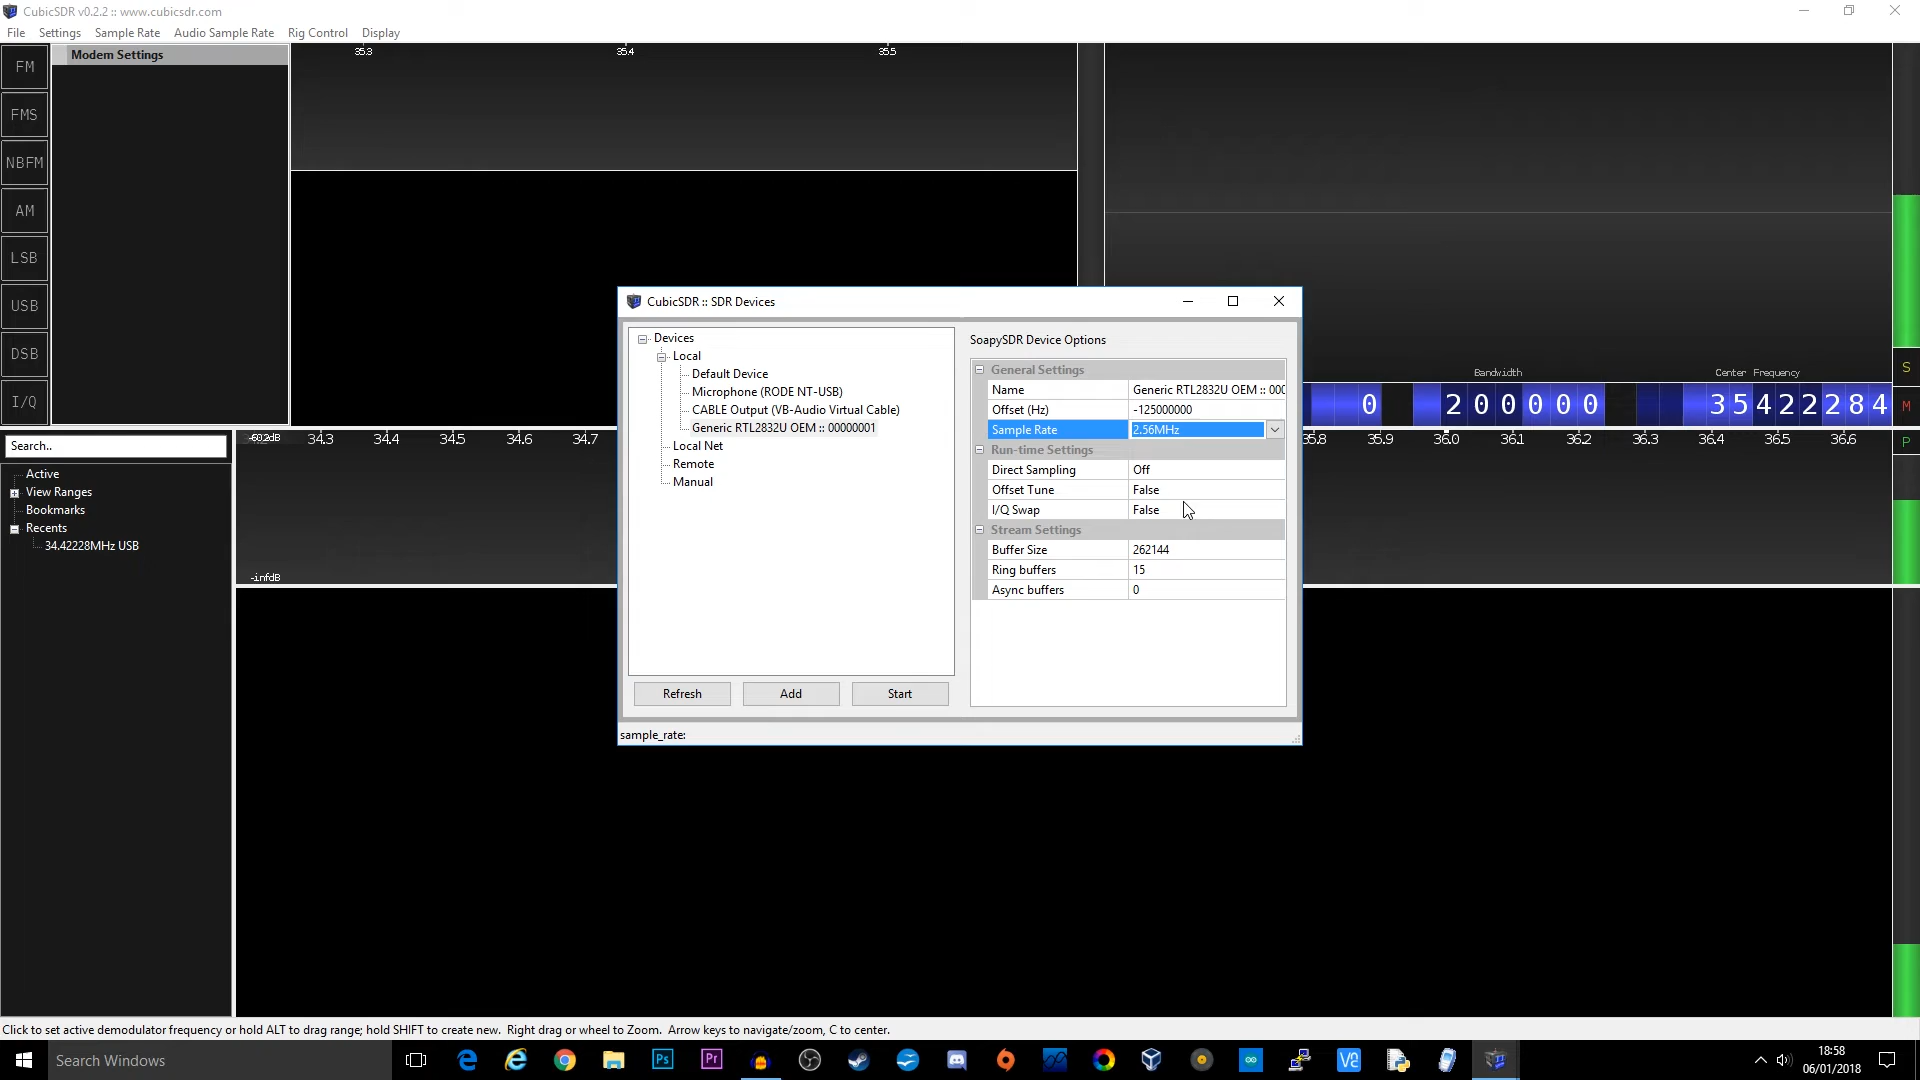 CubicSDR v0.2.2 :: www.cubicsdr.com
File Settings Sample Rate Audio Sample Rate Rig Control Display
FM
FMS
NBFM
AM
LSB
USB
DSB
I/Q
Modem Settings
35.3 35.4 35.5
Bandwidth Center Frequency
0 200000 35422284
S
M
P
-60.2dB 34.3 34.4 34.5 34.6 34.7
35.8 35.9 36.0 36.1 36.2 36.3 36.4 36.5 36.6
-infdB
Search..
Active
View Ranges
Bookmarks
Recents
34.42228MHz USB
CubicSDR :: SDR Devices
Devices
Local
Default Device
Microphone (RODE NT-USB)
CABLE Output (VB-Audio Virtual Cable)
Generic RTL2832U OEM :: 00000001
Local Net
Remote
Manual
Refresh Add Start
SoapySDR Device Options
General Settings
Name Generic RTL2832U OEM :: 000
Offset (Hz) -125000000
Sample Rate 2.56MHz
Run-time Settings
Direct Sampling Off
Offset Tune False
I/Q Swap False
Stream Settings
Buffer Size 262144
Ring buffers 15
Async buffers 0
sample_rate:
Click to set active demodulator frequency or hold ALT to drag range; hold SHIFT to create new. Right drag or wheel to Zoom. Arrow keys to navigate/zoom, C to center.
Search Windows
Ps
Pr
18:58
06/01/2018